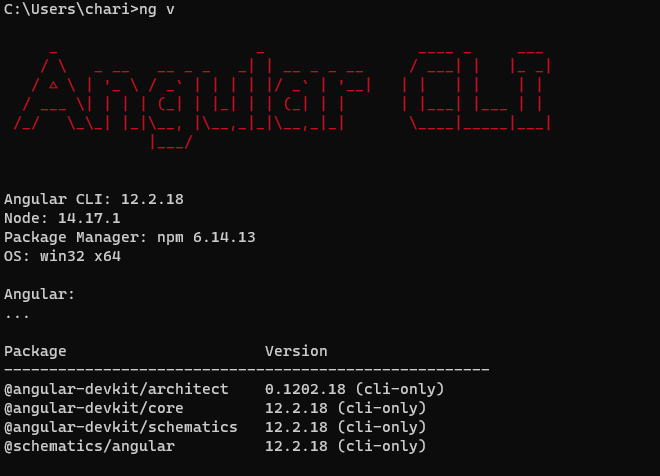 C:\Users\chari>ng v
Angular CLI
Angular CLI: 12.2.18
Node: 14.17.1
Package Manager: npm 6.14.13
OS: win32 x64
Angular:
...
Package                             Version
------------------------------------------------------
@angular-devkit/architect    0.1202.18 (cli-only)
@angular-devkit/core         12.2.18 (cli-only)
@angular-devkit/schematics   12.2.18 (cli-only)
@schematics/angular          12.2.18 (cli-only)